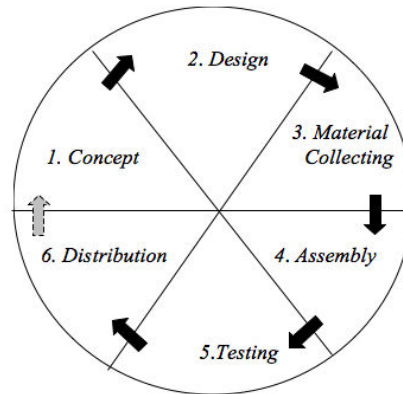 1. Concept
2. Design
3. Material
Collecting
4. Assembly
5.Testing
6. Distribution